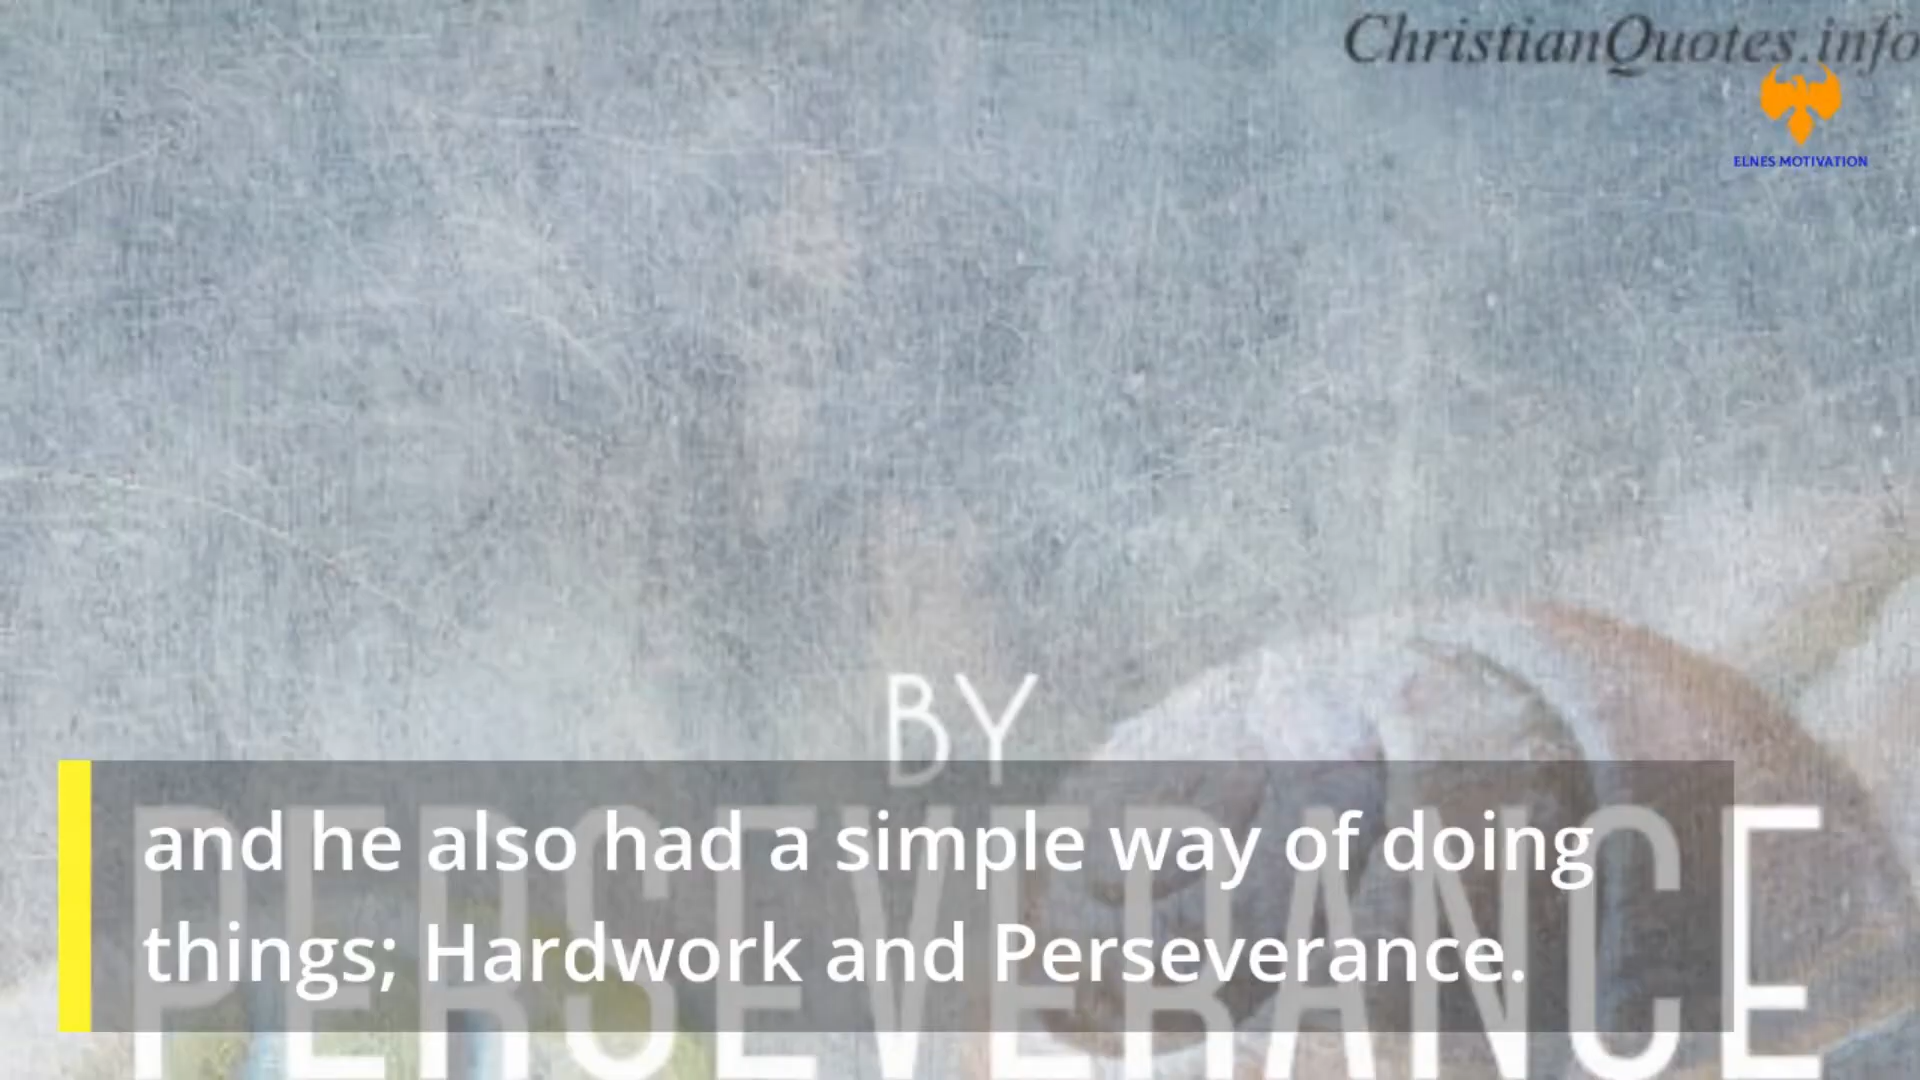 ChristianQuotes.info
ELNES MOTIVATION
BY
PERSEVERANCE
and he also had a simple way of doing
things; Hardwork and Perseverance.